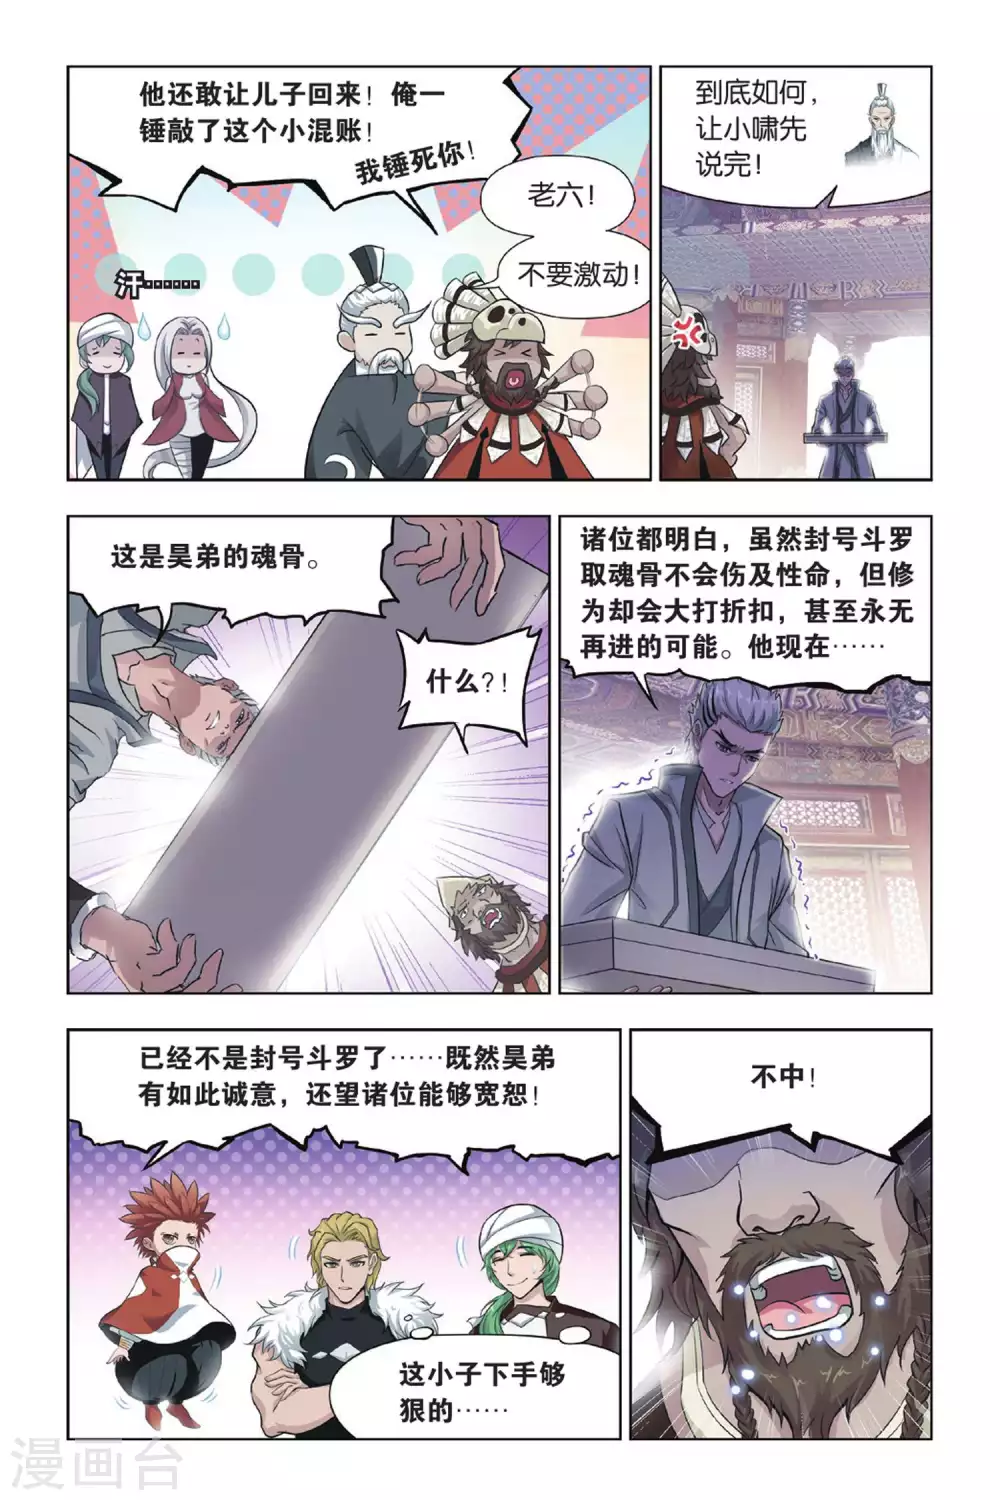 他还敢让儿子回来！俺一
锤敲了这个小混账！
我锤死你！
老六！
不要激动！
汗………
到底如何，
让小啸先
说完！
这是昊弟的魂骨。
什么？！
诸位都明白，虽然封号斗罗
取魂骨不会伤及性命，但修
为却会大打折扣，甚至永无
再进的可能。他现在……
已经不是封号斗罗了……既然昊弟
有如此诚意，还望诸位能够宽恕！
这小子下手够
狠的……
不中！
漫画台